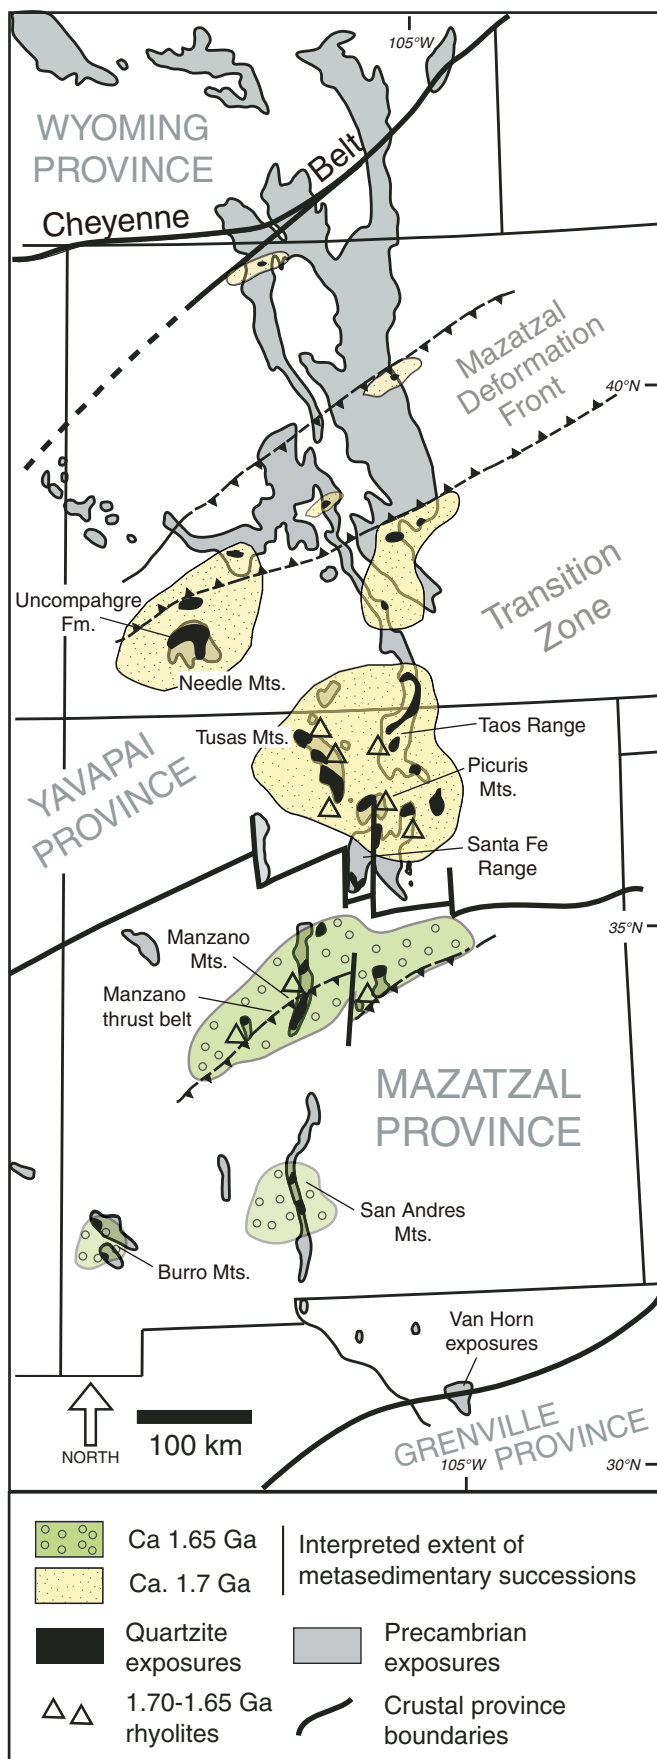 105°W
WYOMING
PROVINCE
Belt
Cheyenne
Mazatzal
Deformation
Front
40°N
Transition
Zone
Uncompahgre
Fm.
Needle Mts.
Tusas Mts.
Taos Range
YAVAPAI
PROVINCE
Picuris
Mts.
Santa Fe
Range
35°N
Manzano
Mts.
Manzano
thrust belt
MAZATZAL
PROVINCE
San Andres
Mts.
Burro Mts.
Van Horn
exposures
NORTH
100 km
GRENVILLE
PROVINCE
105°W
30°N
Ca 1.65 Ga
Ca. 1.7 Ga
Interpreted extent of
metasedimentary successions
Quartzite
exposures
Precambrian
exposures
1.70-1.65 Ga
rhyolites
Crustal province
boundaries